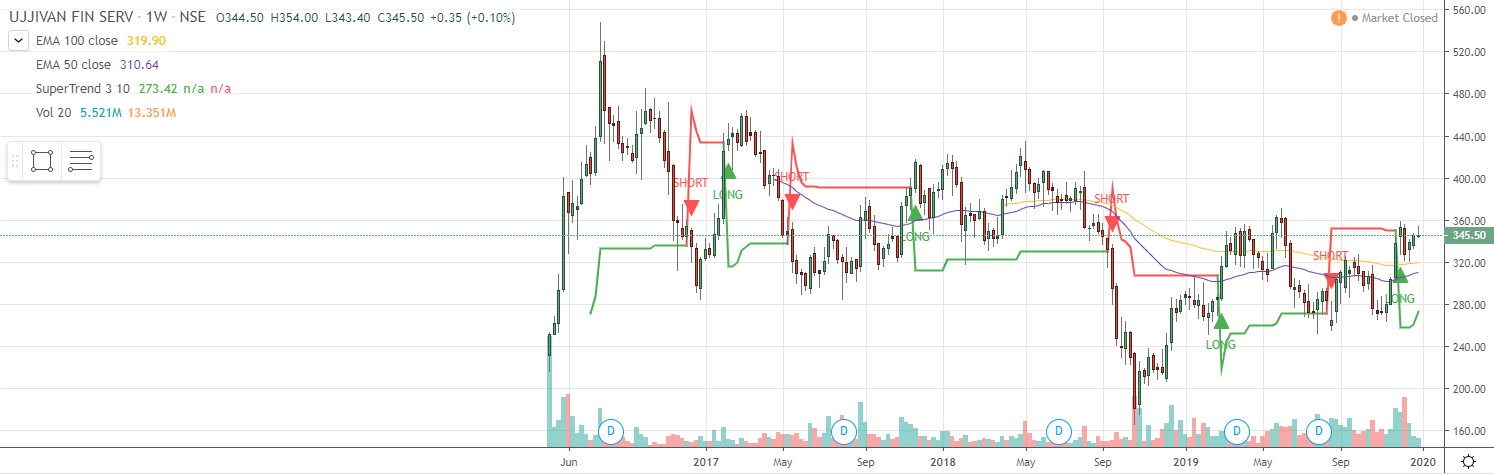 UJJIVAN FIN SERV · 1W · NSE O344.50 H354.00 L343.40 C345.50 +0.35 (+0.10%)
! Market Closed
EMA 100 close 319.90
EMA 50 close 310.64
SuperTrend 3 10 273.42 n/a n/a
Vol 20 5.521M 13.351M
560.00
520.00
480.00
440.00
400.00
360.00
345.50
320.00
280.00
240.00
200.00
160.00
SHORT
LONG
SHORT
LONG
SHORT
LONG
SHORT
LONG
D
D
D
D
D
Jun 2017 May Sep 2018 May Sep 2019 May Sep 2020